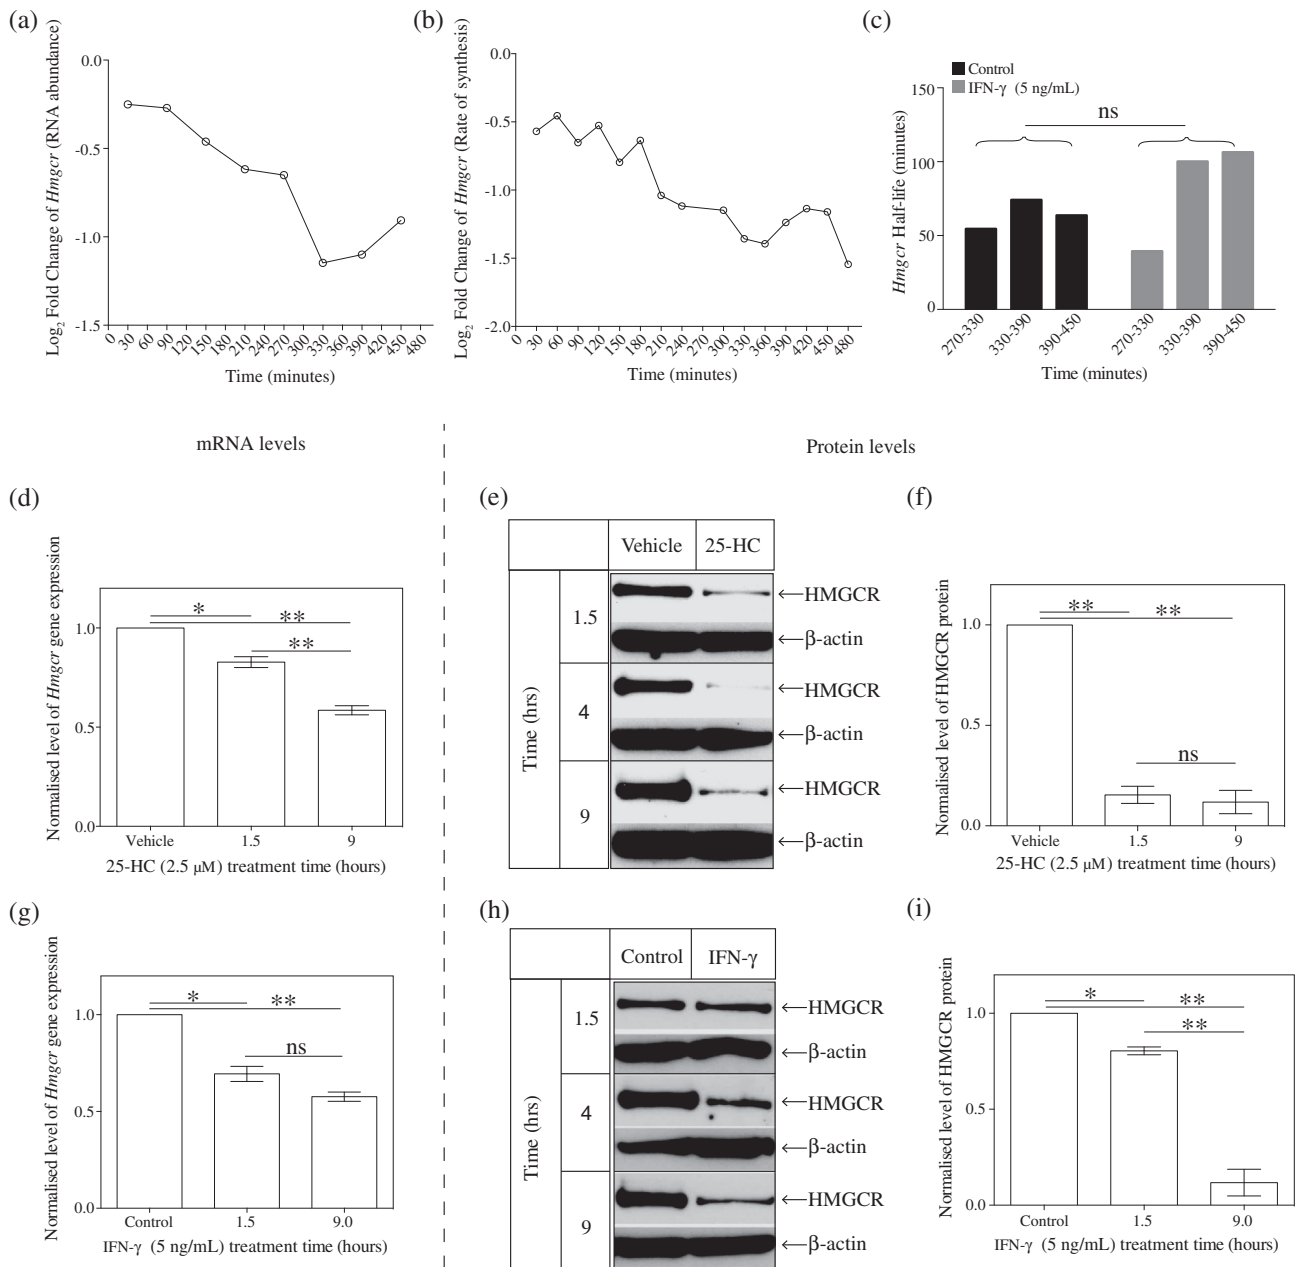 (a)
Log2 Fold Change of Hmgcr (RNA abundance)
0.0
-0.5
-1.0
-1.5
0
30
60
90
120
150
180
210
240
270
300
330
360
390
420
450
480
Time (minutes)
(b)
Log2 Fold Change of Hmgcr (Rate of synthesis)
0.0
-0.5
-1.0
-1.5
-2.0
0
30
60
90
120
150
180
210
240
300
330
360
390
420
450
480
Time (minutes)
(c)
Control
IFN-γ (5 ng/mL)
Hmgcr Half-life (minutes)
150
100
50
0
ns
270-330
330-390
390-450
270-330
330-390
390-450
Time (minutes)
mRNA levels
Protein levels
(d)
Normalised level of Hmgcr gene expression
1.0
0.5
0.0
*
**
**
Vehicle
1.5
9
25-HC (2.5 µM) treatment time (hours)
(e)
Vehicle
25-HC
Time (hrs)
1.5
←HMGCR
←β-actin
4
←HMGCR
←β-actin
9
←HMGCR
←β-actin
(f)
Normalised level of HMGCR protein
1.0
0.5
0.0
**
**
ns
Vehicle
1.5
9
25-HC (2.5 µM) treatment time (hours)
(g)
Normalised level of Hmgcr gene expression
1.0
0.5
0.0
*
**
ns
Control
1.5
9.0
IFN-γ (5 ng/mL) treatment time (hours)
(h)
Control
IFN-γ
Time (hrs)
1.5
←HMGCR
←β-actin
4
←HMGCR
←β-actin
9
←HMGCR
←β-actin
(i)
Normalised level of HMGCR protein
1.0
0.5
0.0
*
**
**
Control
1.5
9.0
IFN-γ (5 ng/mL) treatment time (hours)